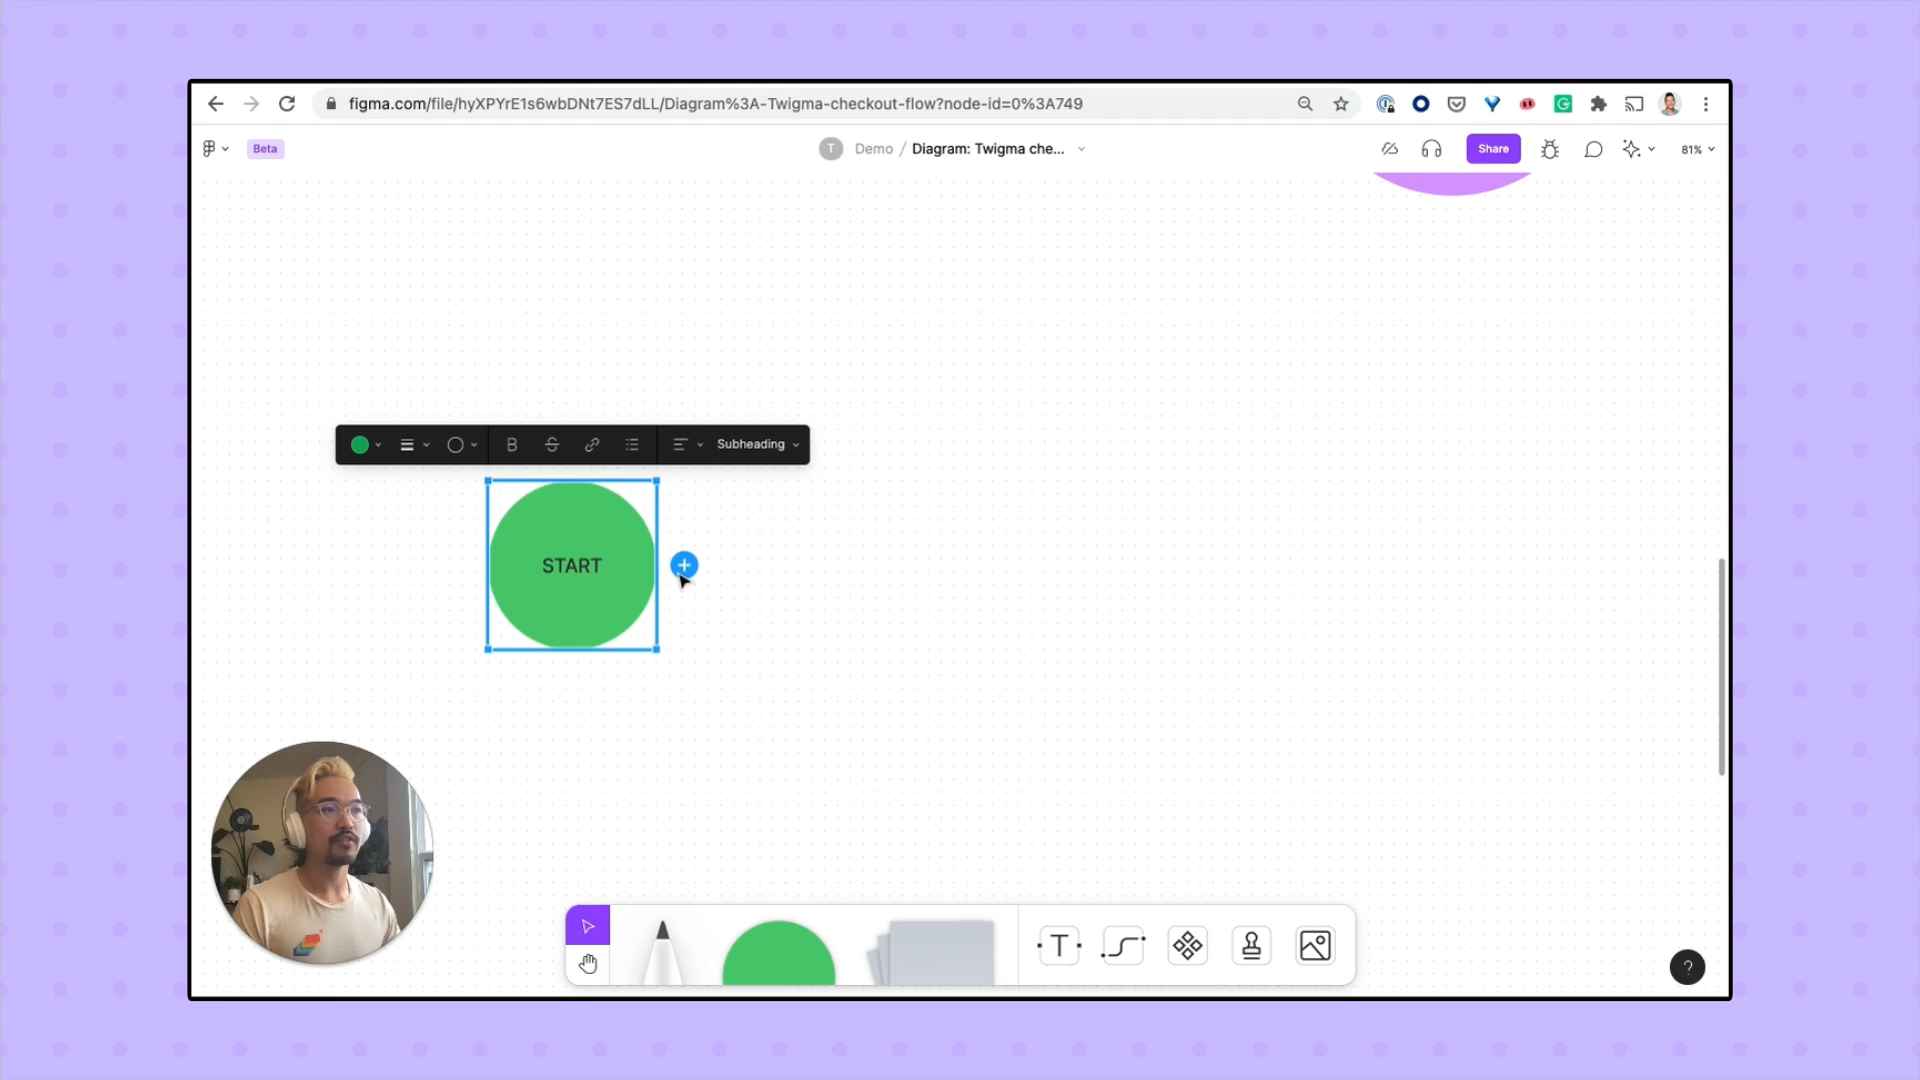 figma.com/file/hyXPYrE1s6wbDNt7ES7dLL/Diagram%3A-Twigma-checkout-flow?node-id=0%3A749
Beta
T Demo / Diagram: Twigma che...
Share
81%
B S Subheading
START
T
?